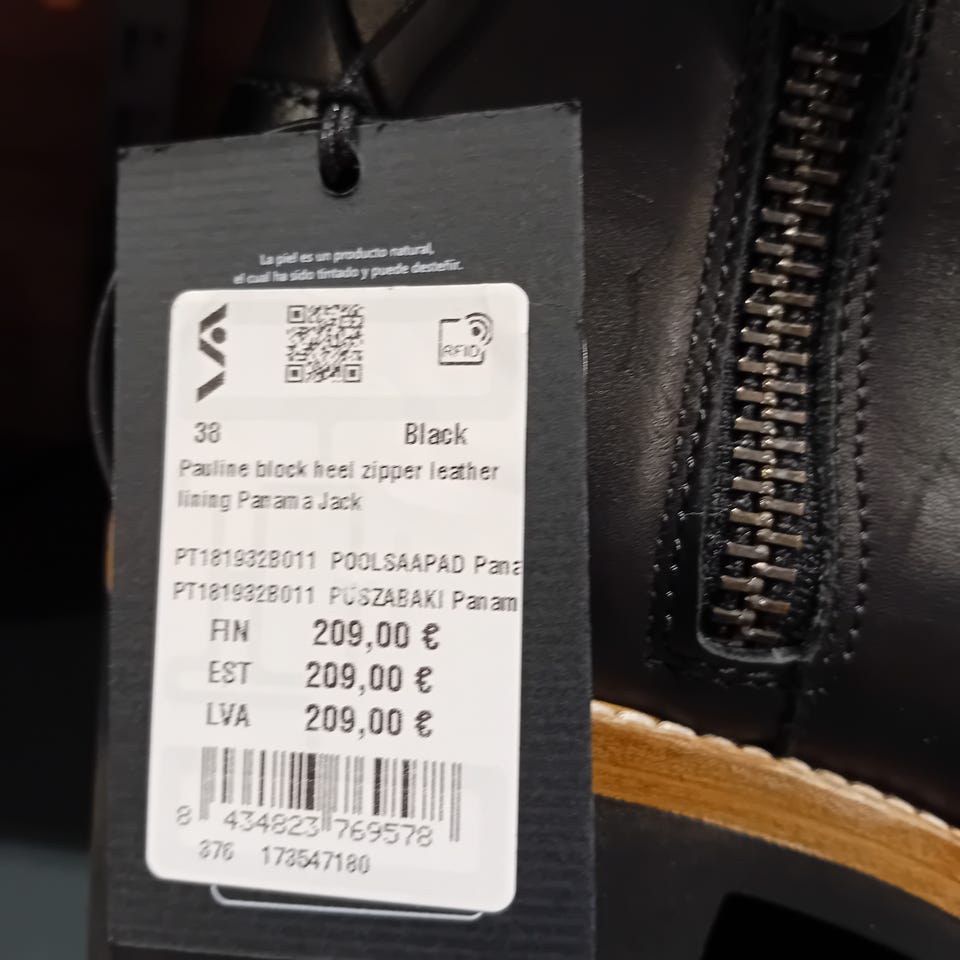 La piel es un producto natural,
el cual ha sido tintado y puede desteñir.
RFID
38 Black
Pauline block heel zipper leather
lining Panama Jack
PT181932B011 POOLSAAPAD Pana
PT181932B011 PUSZABAKI Panam
FIN 209,00 €
EST 209,00 €
LVA 209,00 €
8 434823 769578
376 173547180